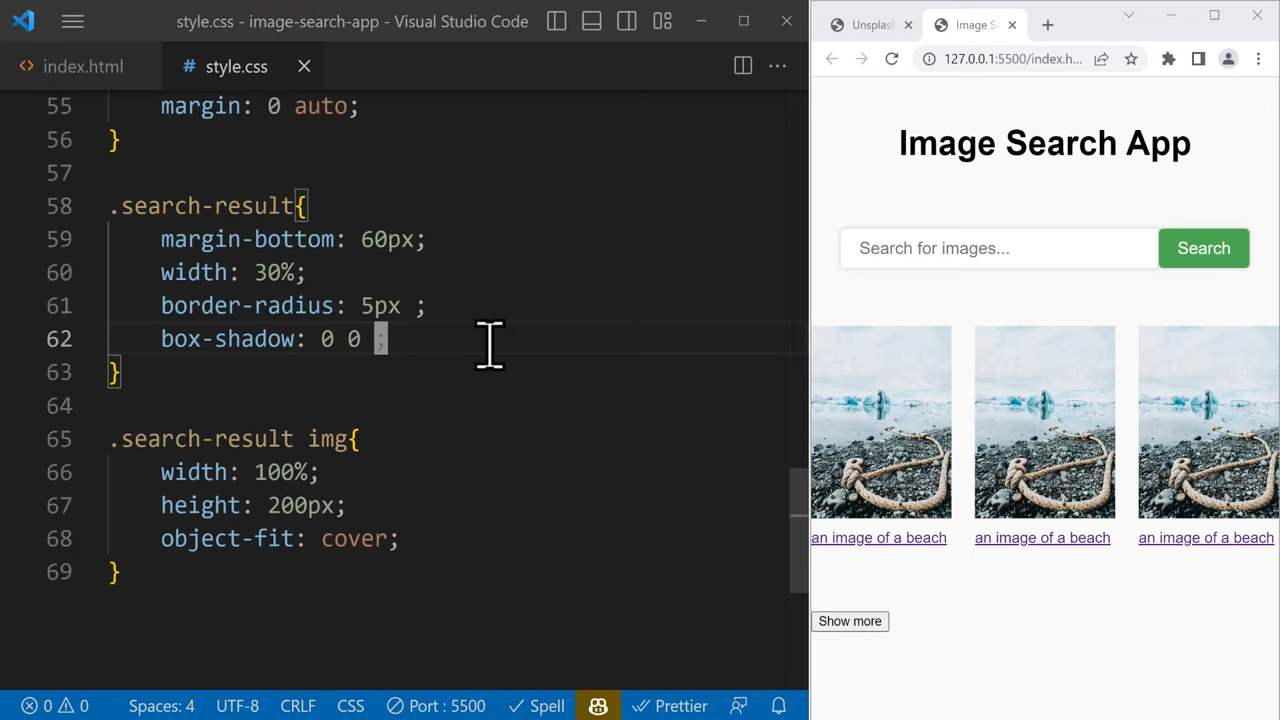 style.css - image-search-app - Visual Studio Code
<> index.html
# style.css
55 margin: 0 auto;
56 }
57
58 .search-result{
59 margin-bottom: 60px;
60 width: 30%;
61 border-radius: 5px ;
62 box-shadow: 0 0 ;
63 }
64
65 .search-result img{
66 width: 100%;
67 height: 200px;
68 object-fit: cover;
69 }
0 0 Spaces: 4 UTF-8 CRLF CSS Port : 5500 Spell Prettier
Unsplash Image Se
127.0.0.1:5500/index.h...
Image Search App
Search for images... Search
an image of a beach an image of a beach an image of a beach
Show more